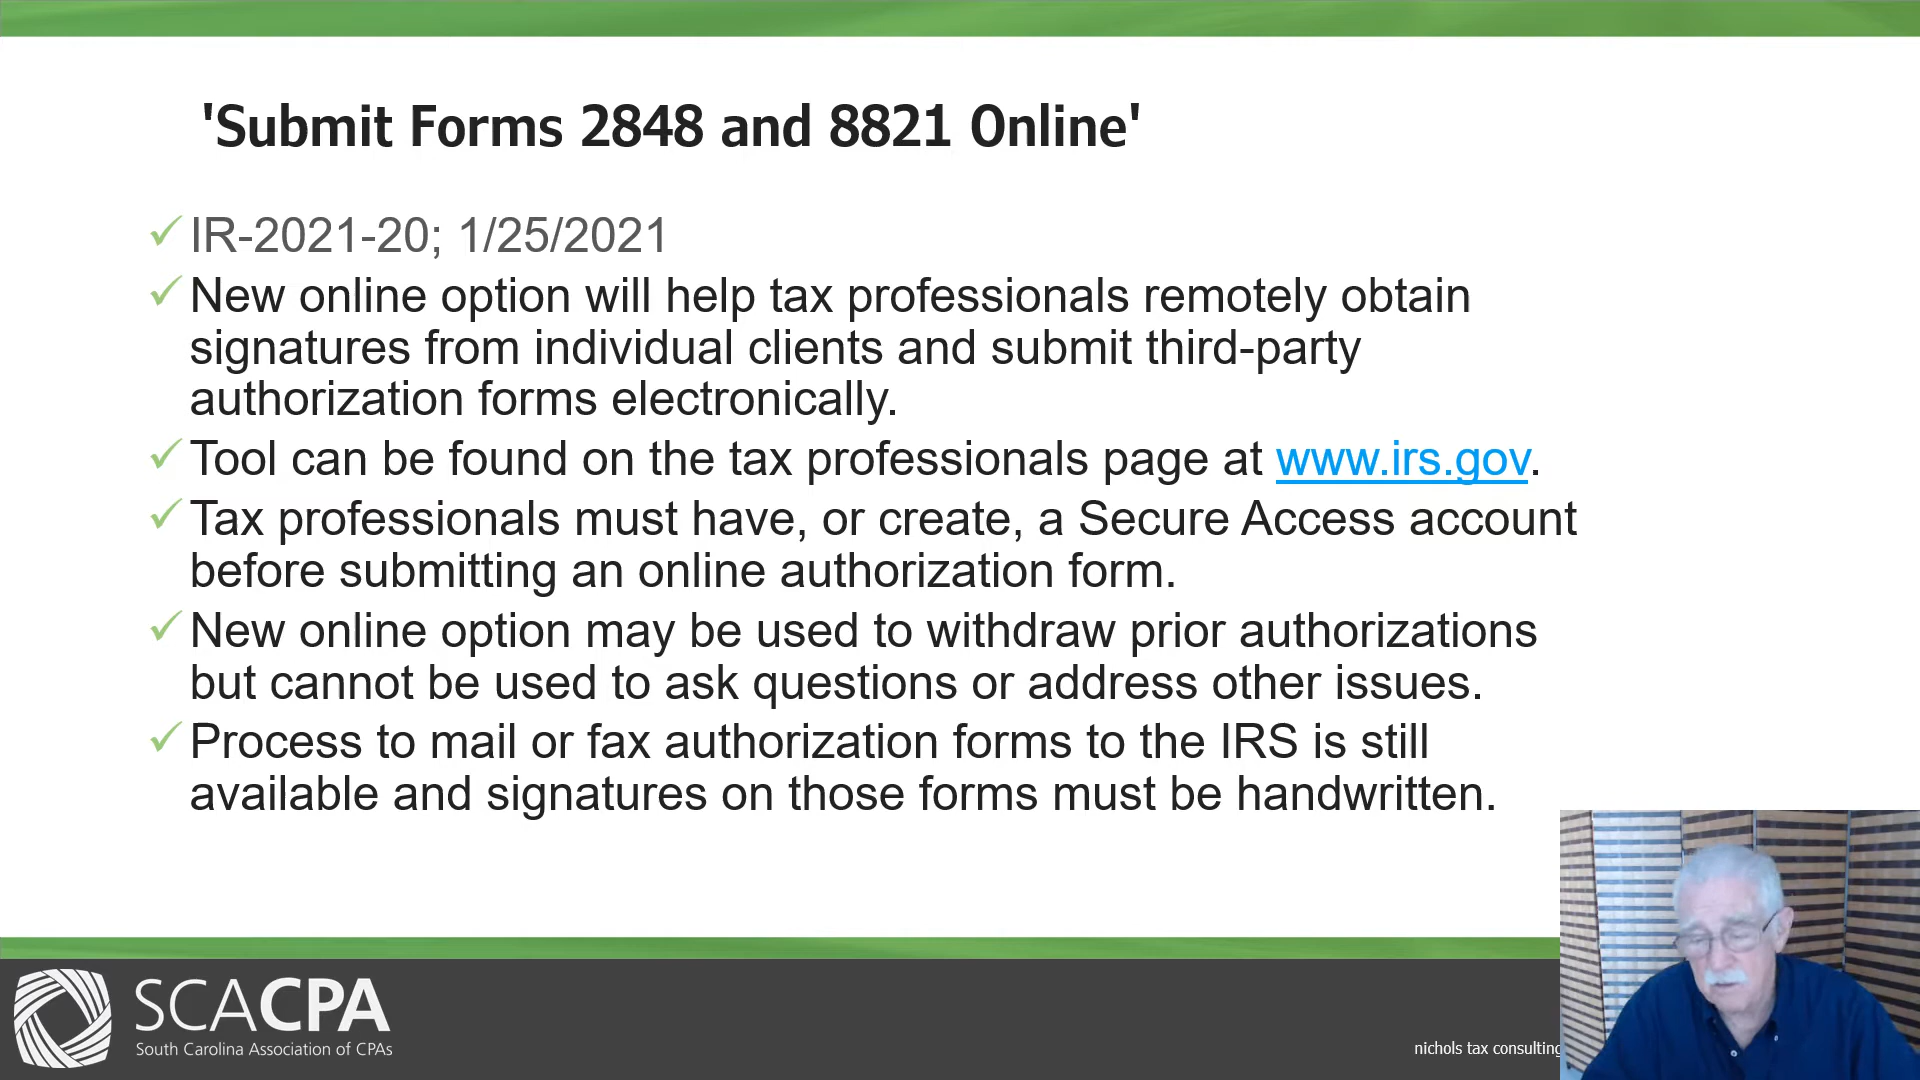 'Submit Forms 2848 and 8821 Online'
IR-2021-20; 1/25/2021
New online option will help tax professionals remotely obtain
signatures from individual clients and submit third-party
authorization forms electronically.
Tool can be found on the tax professionals page at www.irs.gov.
Tax professionals must have, or create, a Secure Access account
before submitting an online authorization form.
New online option may be used to withdraw prior authorizations
but cannot be used to ask questions or address other issues.
Process to mail or fax authorization forms to the IRS is still
available and signatures on those forms must be handwritten.
SCACPA
South Carolina Association of CPAs
nichols tax consulting